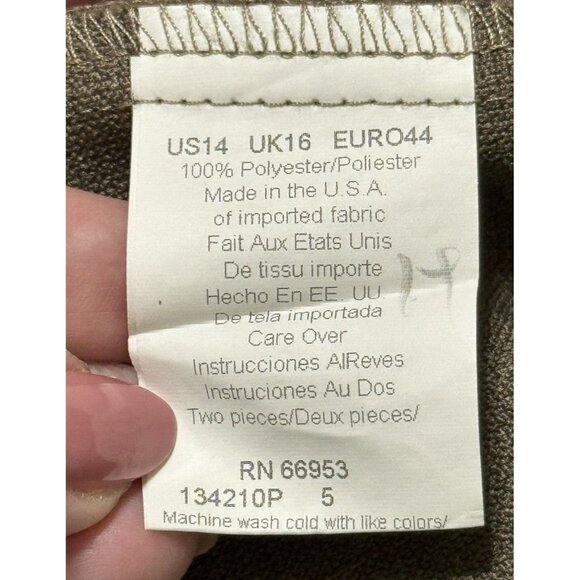 US14 UK16 EURO44
100% Polyester/Poliester
Made in the U.S.A.
of imported fabric
Fait Aux Etats Unis
De tissu importe
14
Hecho En EE. UU
De tela importada
Care Over
Instrucciones AlReves
Instruciones Au Dos
Two pieces/Deux pieces/
RN 66953
134210P 5
Machine wash cold with like colors/